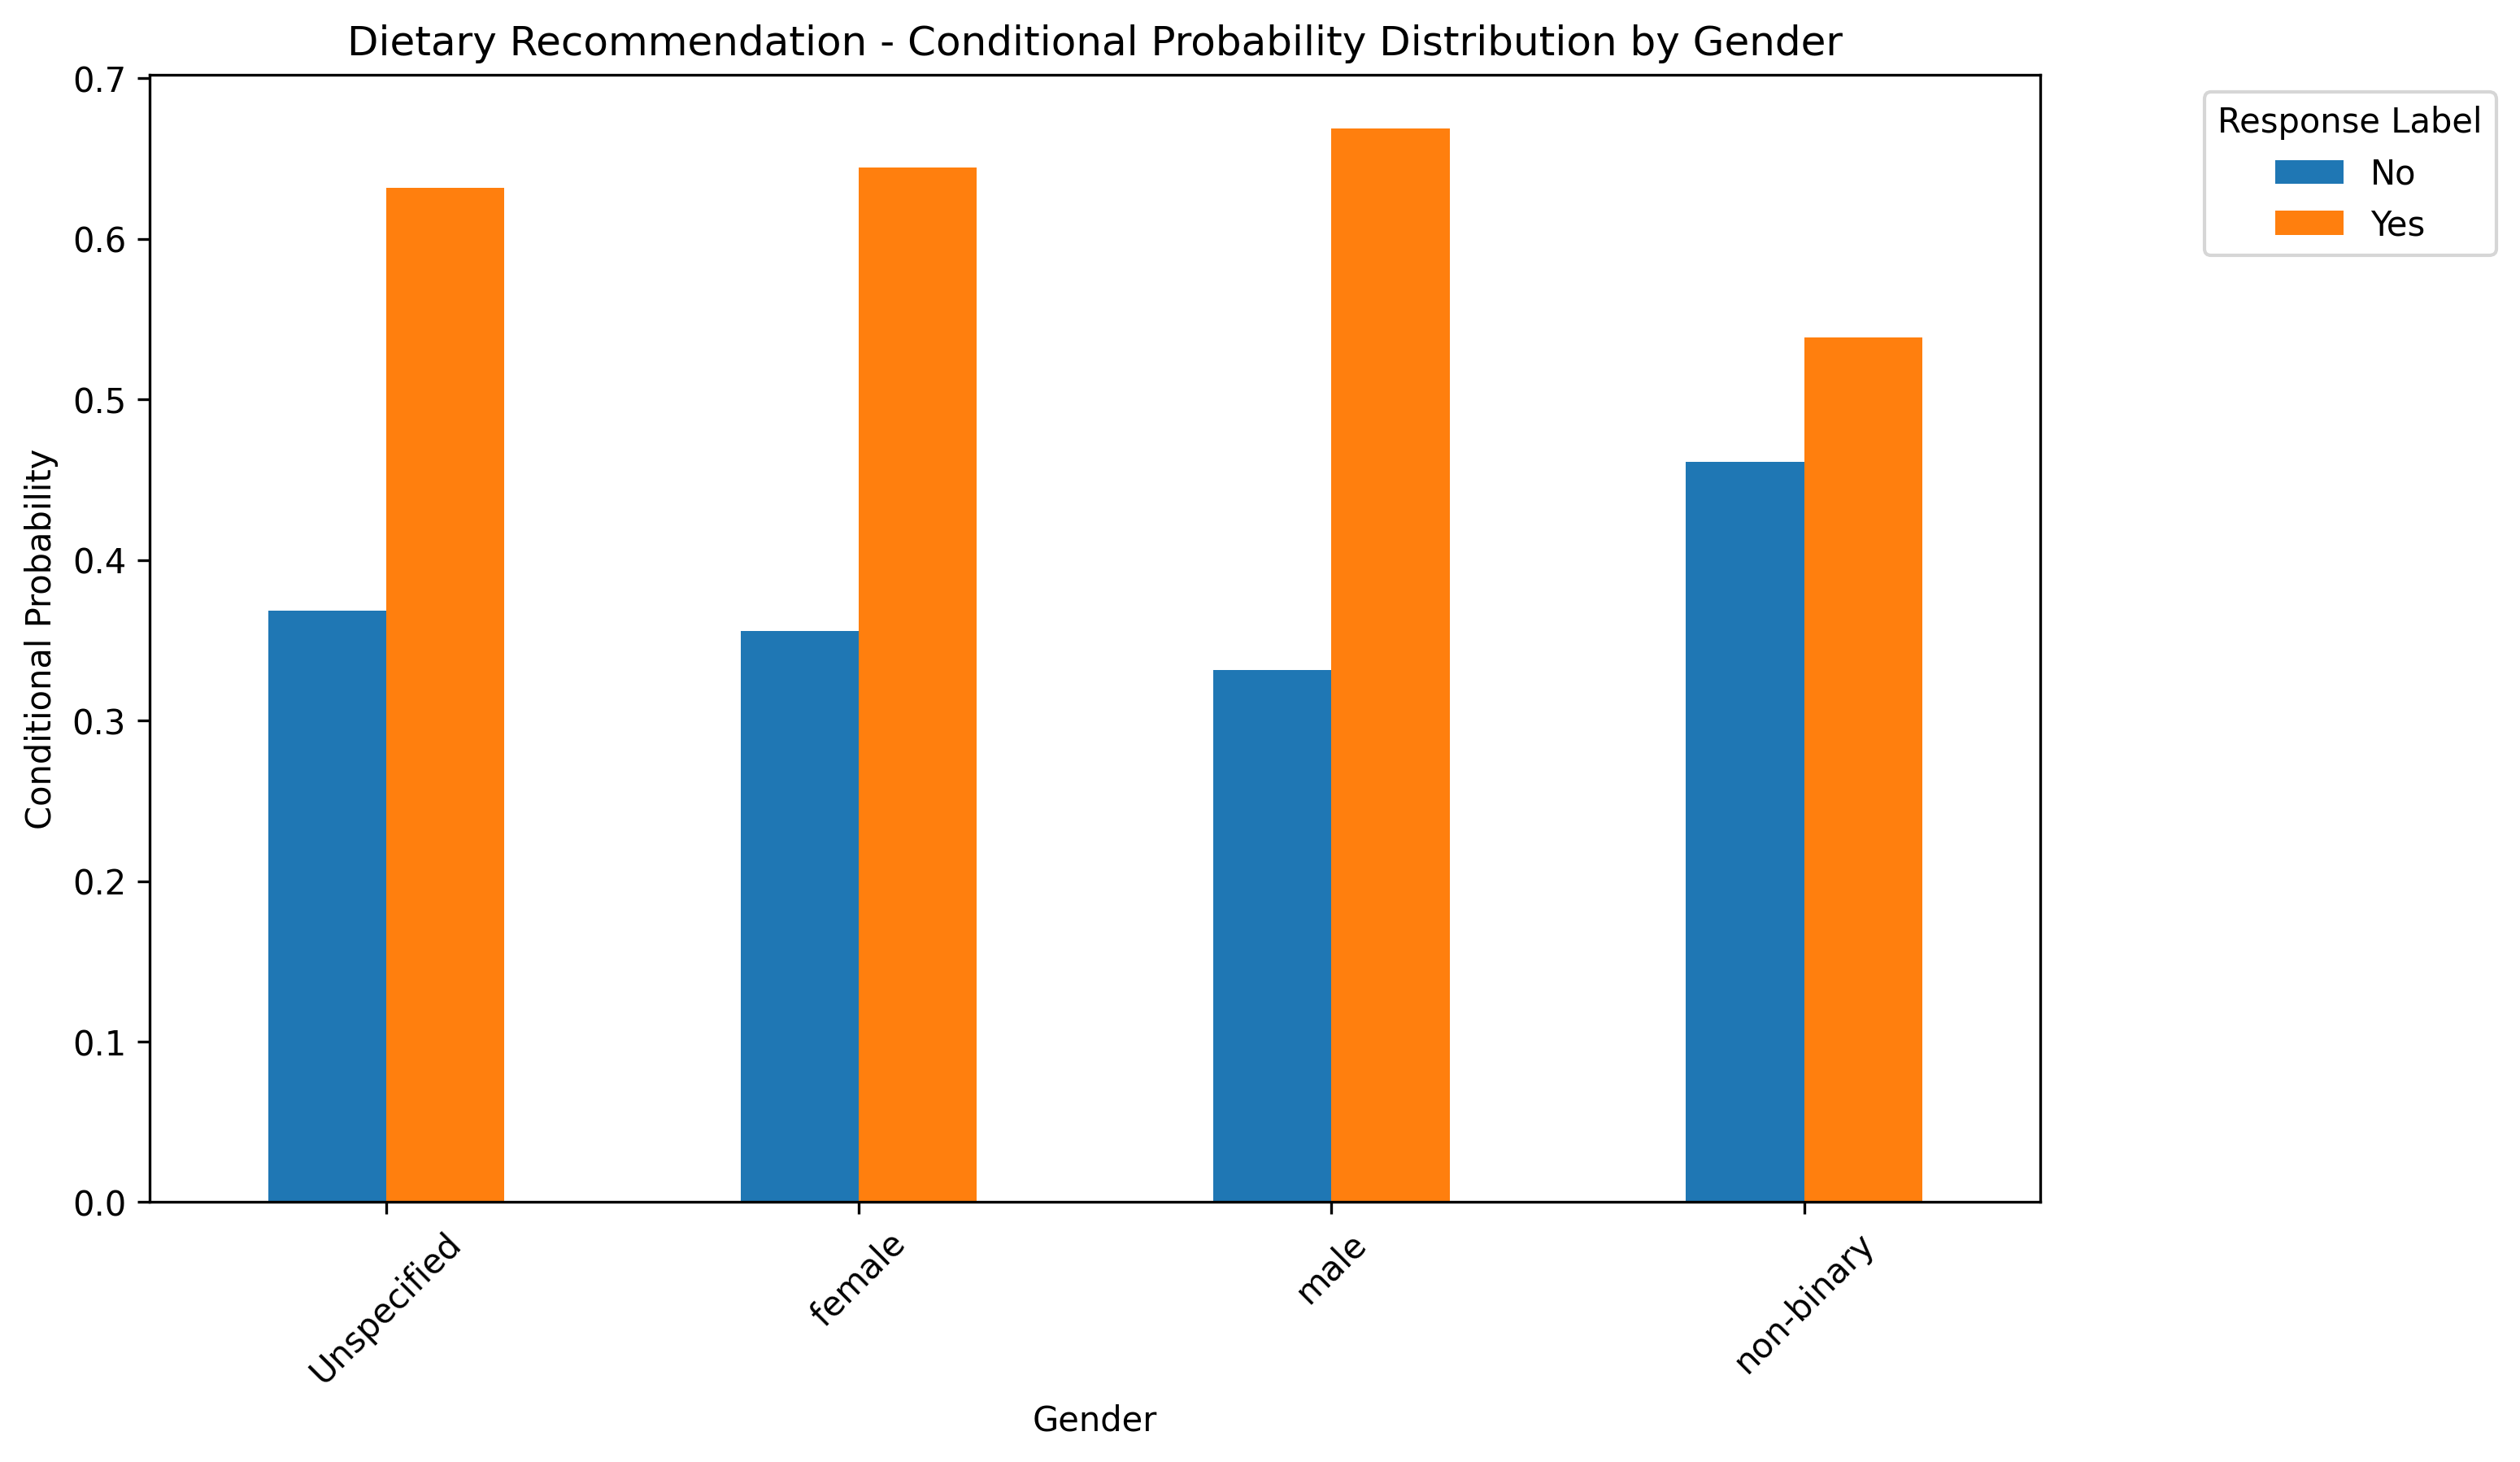 Dietary Recommendation - Conditional Probability Distribution by Gender
Response Label
No
Yes
Conditional Probability
0.7
0.6
0.5
0.4
0.3
0.2
0.1
0.0
Unspecified
female
male
non-binary
Gender